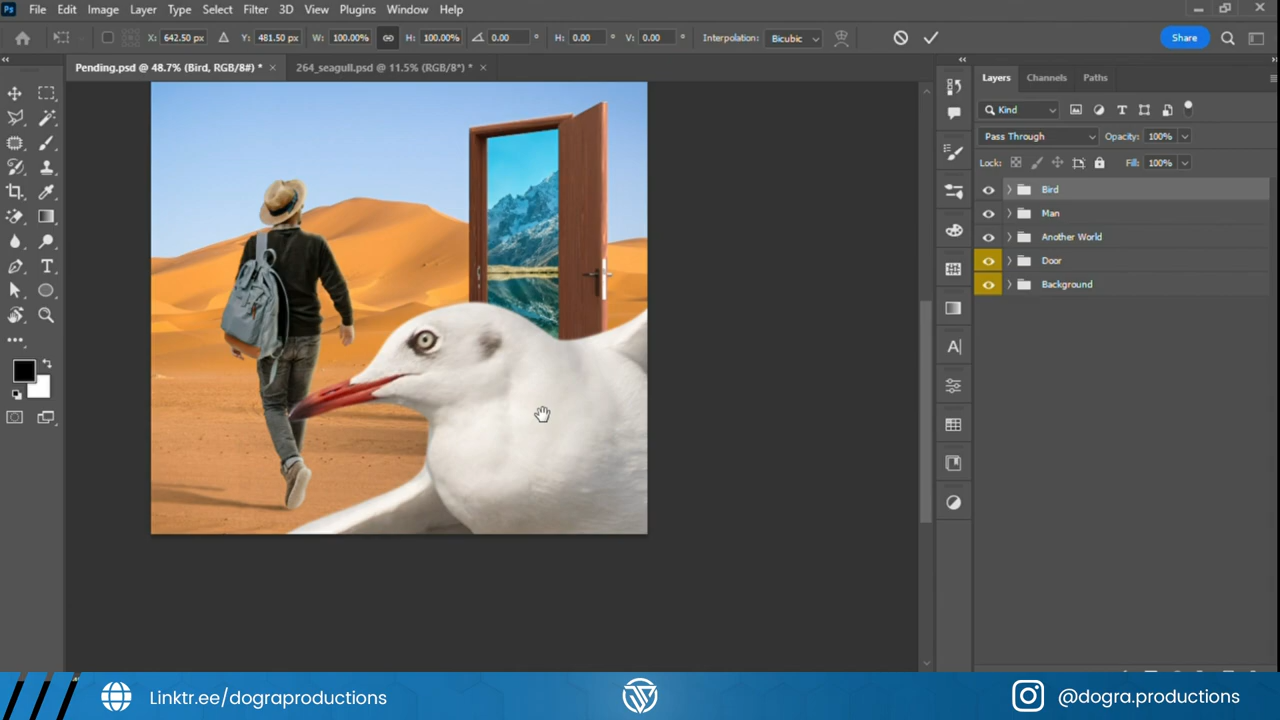 Ps File Edit Image Layer Type Select Filter 3D View Plugins Window Help
X: 642.50 px Y: 481.50 px W: 100.00% H: 100.00% 0.00 ° H: 0.00 ° V: 0.00 ° Interpolation: Bicubic Share
Pending.psd @ 48.7% (Bird, RGB/8#) * × 264_seagull.psd @ 11.5% (RGB/8*) * ×
Layers Channels Paths
Kind
Pass Through Opacity: 100%
Lock: Fill: 100%
Bird
Man
Another World
Door
Background
Linktr.ee/dograproductions
@dogra.productions